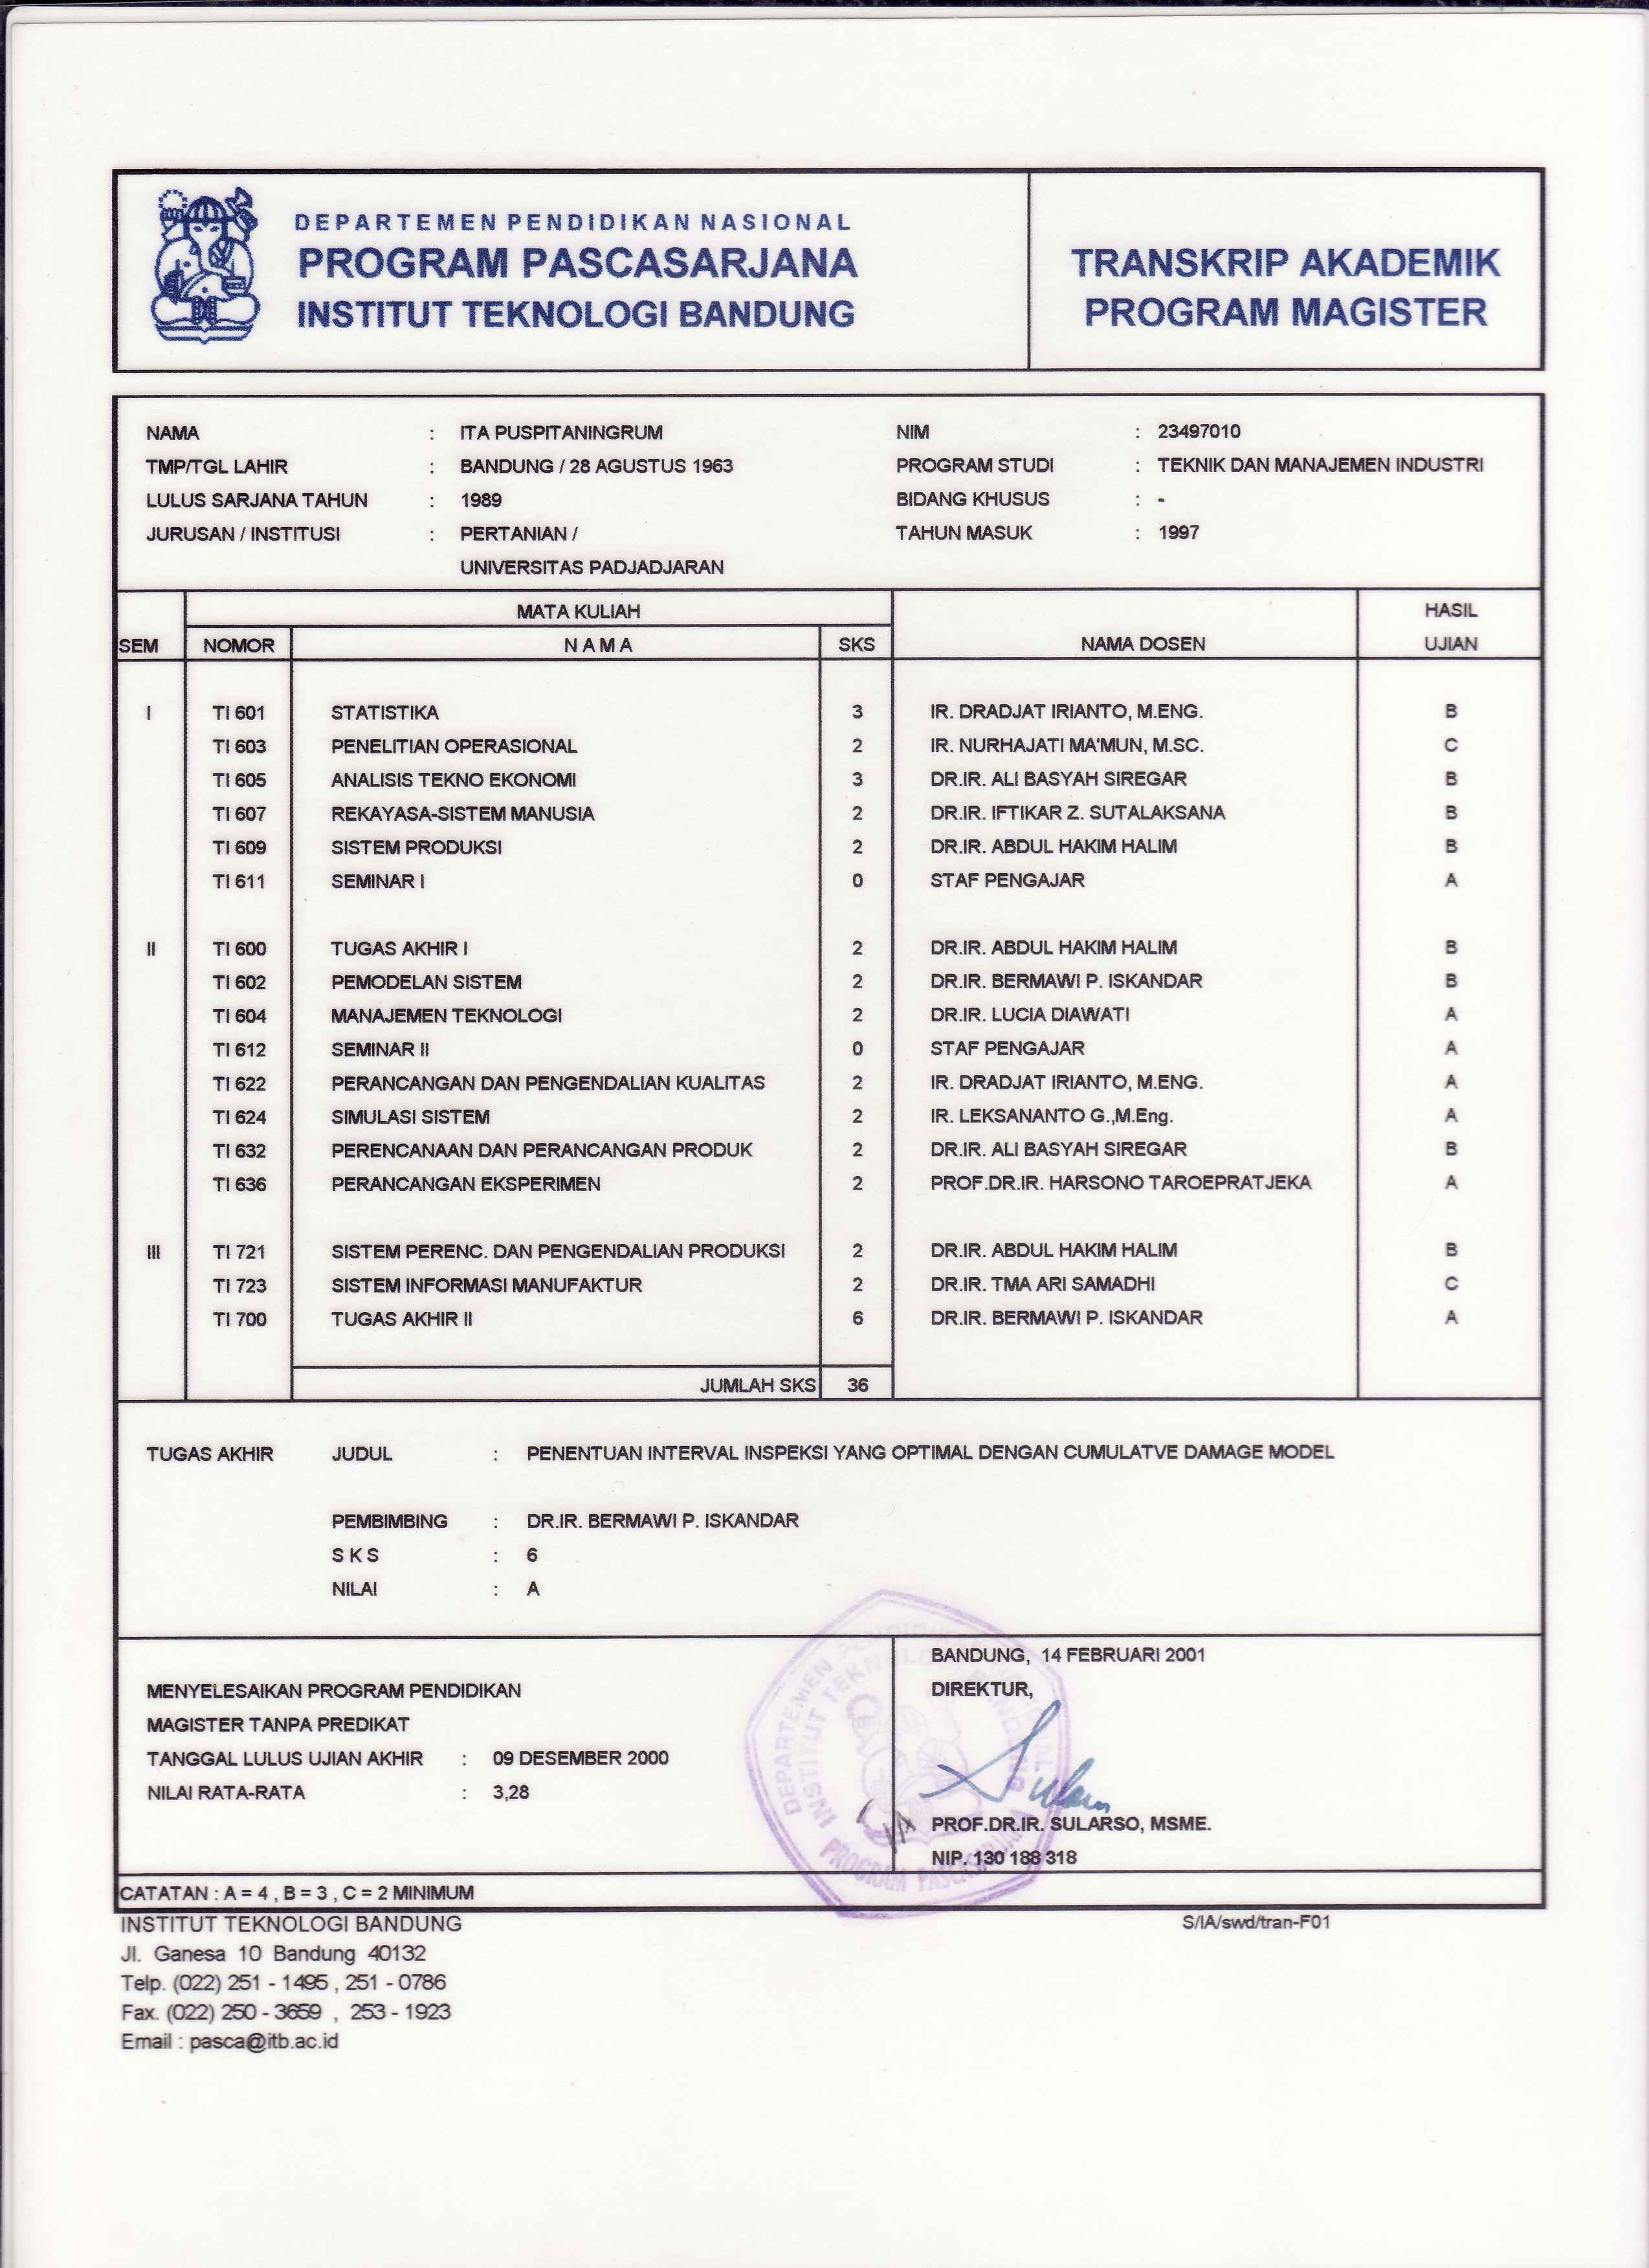 DEPARTEMEN PENDIDIKAN NASIONAL
PROGRAM PASCASARJANA
INSTITUT TEKNOLOGI BANDUNG
TRANSKRIP AKADEMIK
PROGRAM MAGISTER
NAMA : ITA PUSPITANINGRUM NIM : 23497010
TMP/TGL LAHIR : BANDUNG / 28 AGUSTUS 1963 PROGRAM STUDI : TEKNIK DAN MANAJEMEN INDUSTRI
LULUS SARJANA TAHUN : 1989 BIDANG KHUSUS : -
JURUSAN / INSTITUSI : PERTANIAN / TAHUN MASUK : 1997
UNIVERSITAS PADJADJARAN
MATA KULIAH HASIL
SEM NOMOR N A M A SKS NAMA DOSEN UJIAN
I TI 601 STATISTIKA 3 IR. DRADJAT IRIANTO, M.ENG. B
TI 603 PENELITIAN OPERASIONAL 2 IR. NURHAJATI MA'MUN, M.SC. C
TI 605 ANALISIS TEKNO EKONOMI 3 DR.IR. ALI BASYAH SIREGAR B
TI 607 REKAYASA-SISTEM MANUSIA 2 DR.IR. IFTIKAR Z. SUTALAKSANA B
TI 609 SISTEM PRODUKSI 2 DR.IR. ABDUL HAKIM HALIM B
TI 611 SEMINAR I 0 STAF PENGAJAR A
II TI 600 TUGAS AKHIR I 2 DR.IR. ABDUL HAKIM HALIM B
TI 602 PEMODELAN SISTEM 2 DR.IR. BERMAWI P. ISKANDAR B
TI 604 MANAJEMEN TEKNOLOGI 2 DR.IR. LUCIA DIAWATI A
TI 612 SEMINAR II 0 STAF PENGAJAR A
TI 622 PERANCANGAN DAN PENGENDALIAN KUALITAS 2 IR. DRADJAT IRIANTO, M.ENG. A
TI 624 SIMULASI SISTEM 2 IR. LEKSANANTO G.,M.Eng. A
TI 632 PERENCANAAN DAN PERANCANGAN PRODUK 2 DR.IR. ALI BASYAH SIREGAR B
TI 636 PERANCANGAN EKSPERIMEN 2 PROF.DR.IR. HARSONO TAROEPRATJEKA A
III TI 721 SISTEM PERENC. DAN PENGENDALIAN PRODUKSI 2 DR.IR. ABDUL HAKIM HALIM B
TI 723 SISTEM INFORMASI MANUFAKTUR 2 DR.IR. TMA ARI SAMADHI C
TI 700 TUGAS AKHIR II 6 DR.IR. BERMAWI P. ISKANDAR A
JUMLAH SKS 36
TUGAS AKHIR JUDUL : PENENTUAN INTERVAL INSPEKSI YANG OPTIMAL DENGAN CUMULATVE DAMAGE MODEL
PEMBIMBING : DR.IR. BERMAWI P. ISKANDAR
S K S : 6
NILAI : A
MENYELESAIKAN PROGRAM PENDIDIKAN
MAGISTER TANPA PREDIKAT
TANGGAL LULUS UJIAN AKHIR : 09 DESEMBER 2000
NILAI RATA-RATA : 3,28
BANDUNG, 14 FEBRUARI 2001
DIREKTUR,
PROF.DR.IR. SULARSO, MSME.
NIP. 130 188 318
INSTITUT TEKNOLOGI BANDUNG
PROGRAM PASCASARJANA
CATATAN : A = 4 , B = 3 , C = 2 MINIMUM
INSTITUT TEKNOLOGI BANDUNG S/IA/swd/tran-F01
Jl. Ganesa 10 Bandung 40132
Telp. (022) 251 - 1495 , 251 - 0786
Fax. (022) 250 - 3659 , 253 - 1923
Email : pasca@itb.ac.id